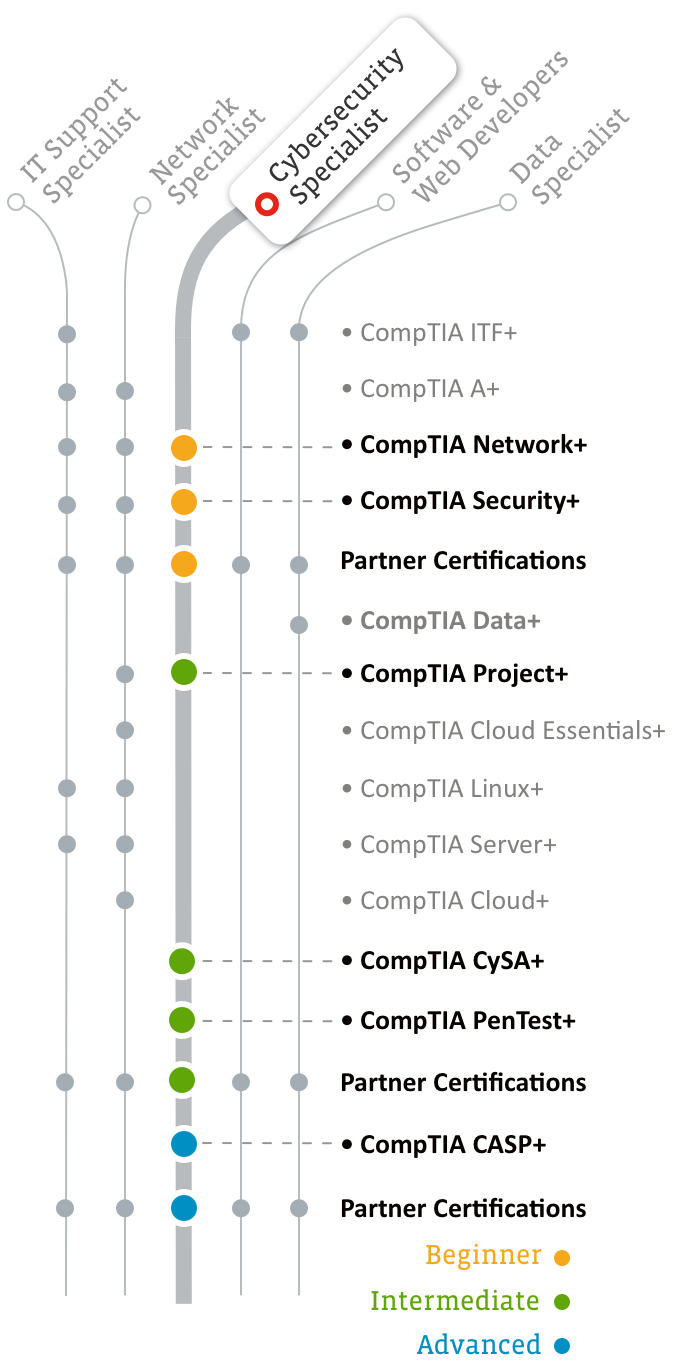 IT Support
Specialist
Network
Specialist
Cybersecurity
Specialist
Software &
Web Developers
Data
Specialist
• CompTIA ITF+
• CompTIA A+
• CompTIA Network+
• CompTIA Security+
Partner Certifications
• CompTIA Data+
• CompTIA Project+
• CompTIA Cloud Essentials+
• CompTIA Linux+
• CompTIA Server+
• CompTIA Cloud+
• CompTIA CySA+
• CompTIA PenTest+
Partner Certifications
• CompTIA CASP+
Partner Certifications
Beginner
Intermediate
Advanced